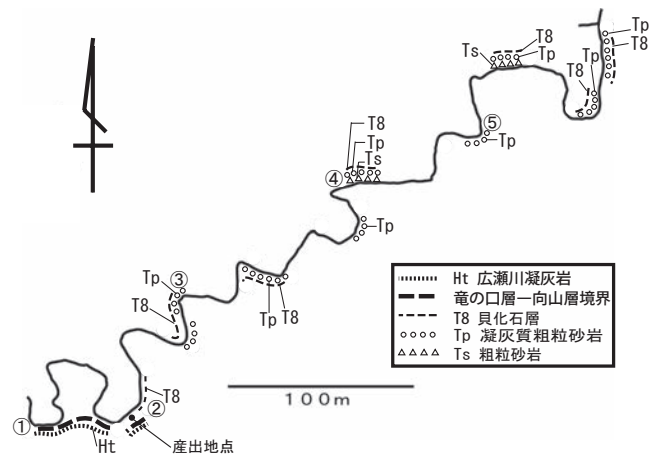 Tp
T8
T8
Tp
Ts
Tp
T8
Tp
⑤
Tp
T8
Tp
Ts
④
Tp
③
Tp
T8
Tp
T8
T8
①
②
Ht
産出地点
100m
Ht 広瀬川凝灰岩
竜の口層ー向山層境界
T8 貝化石層
Tp 凝灰質粗粒砂岩
Ts 粗粒砂岩